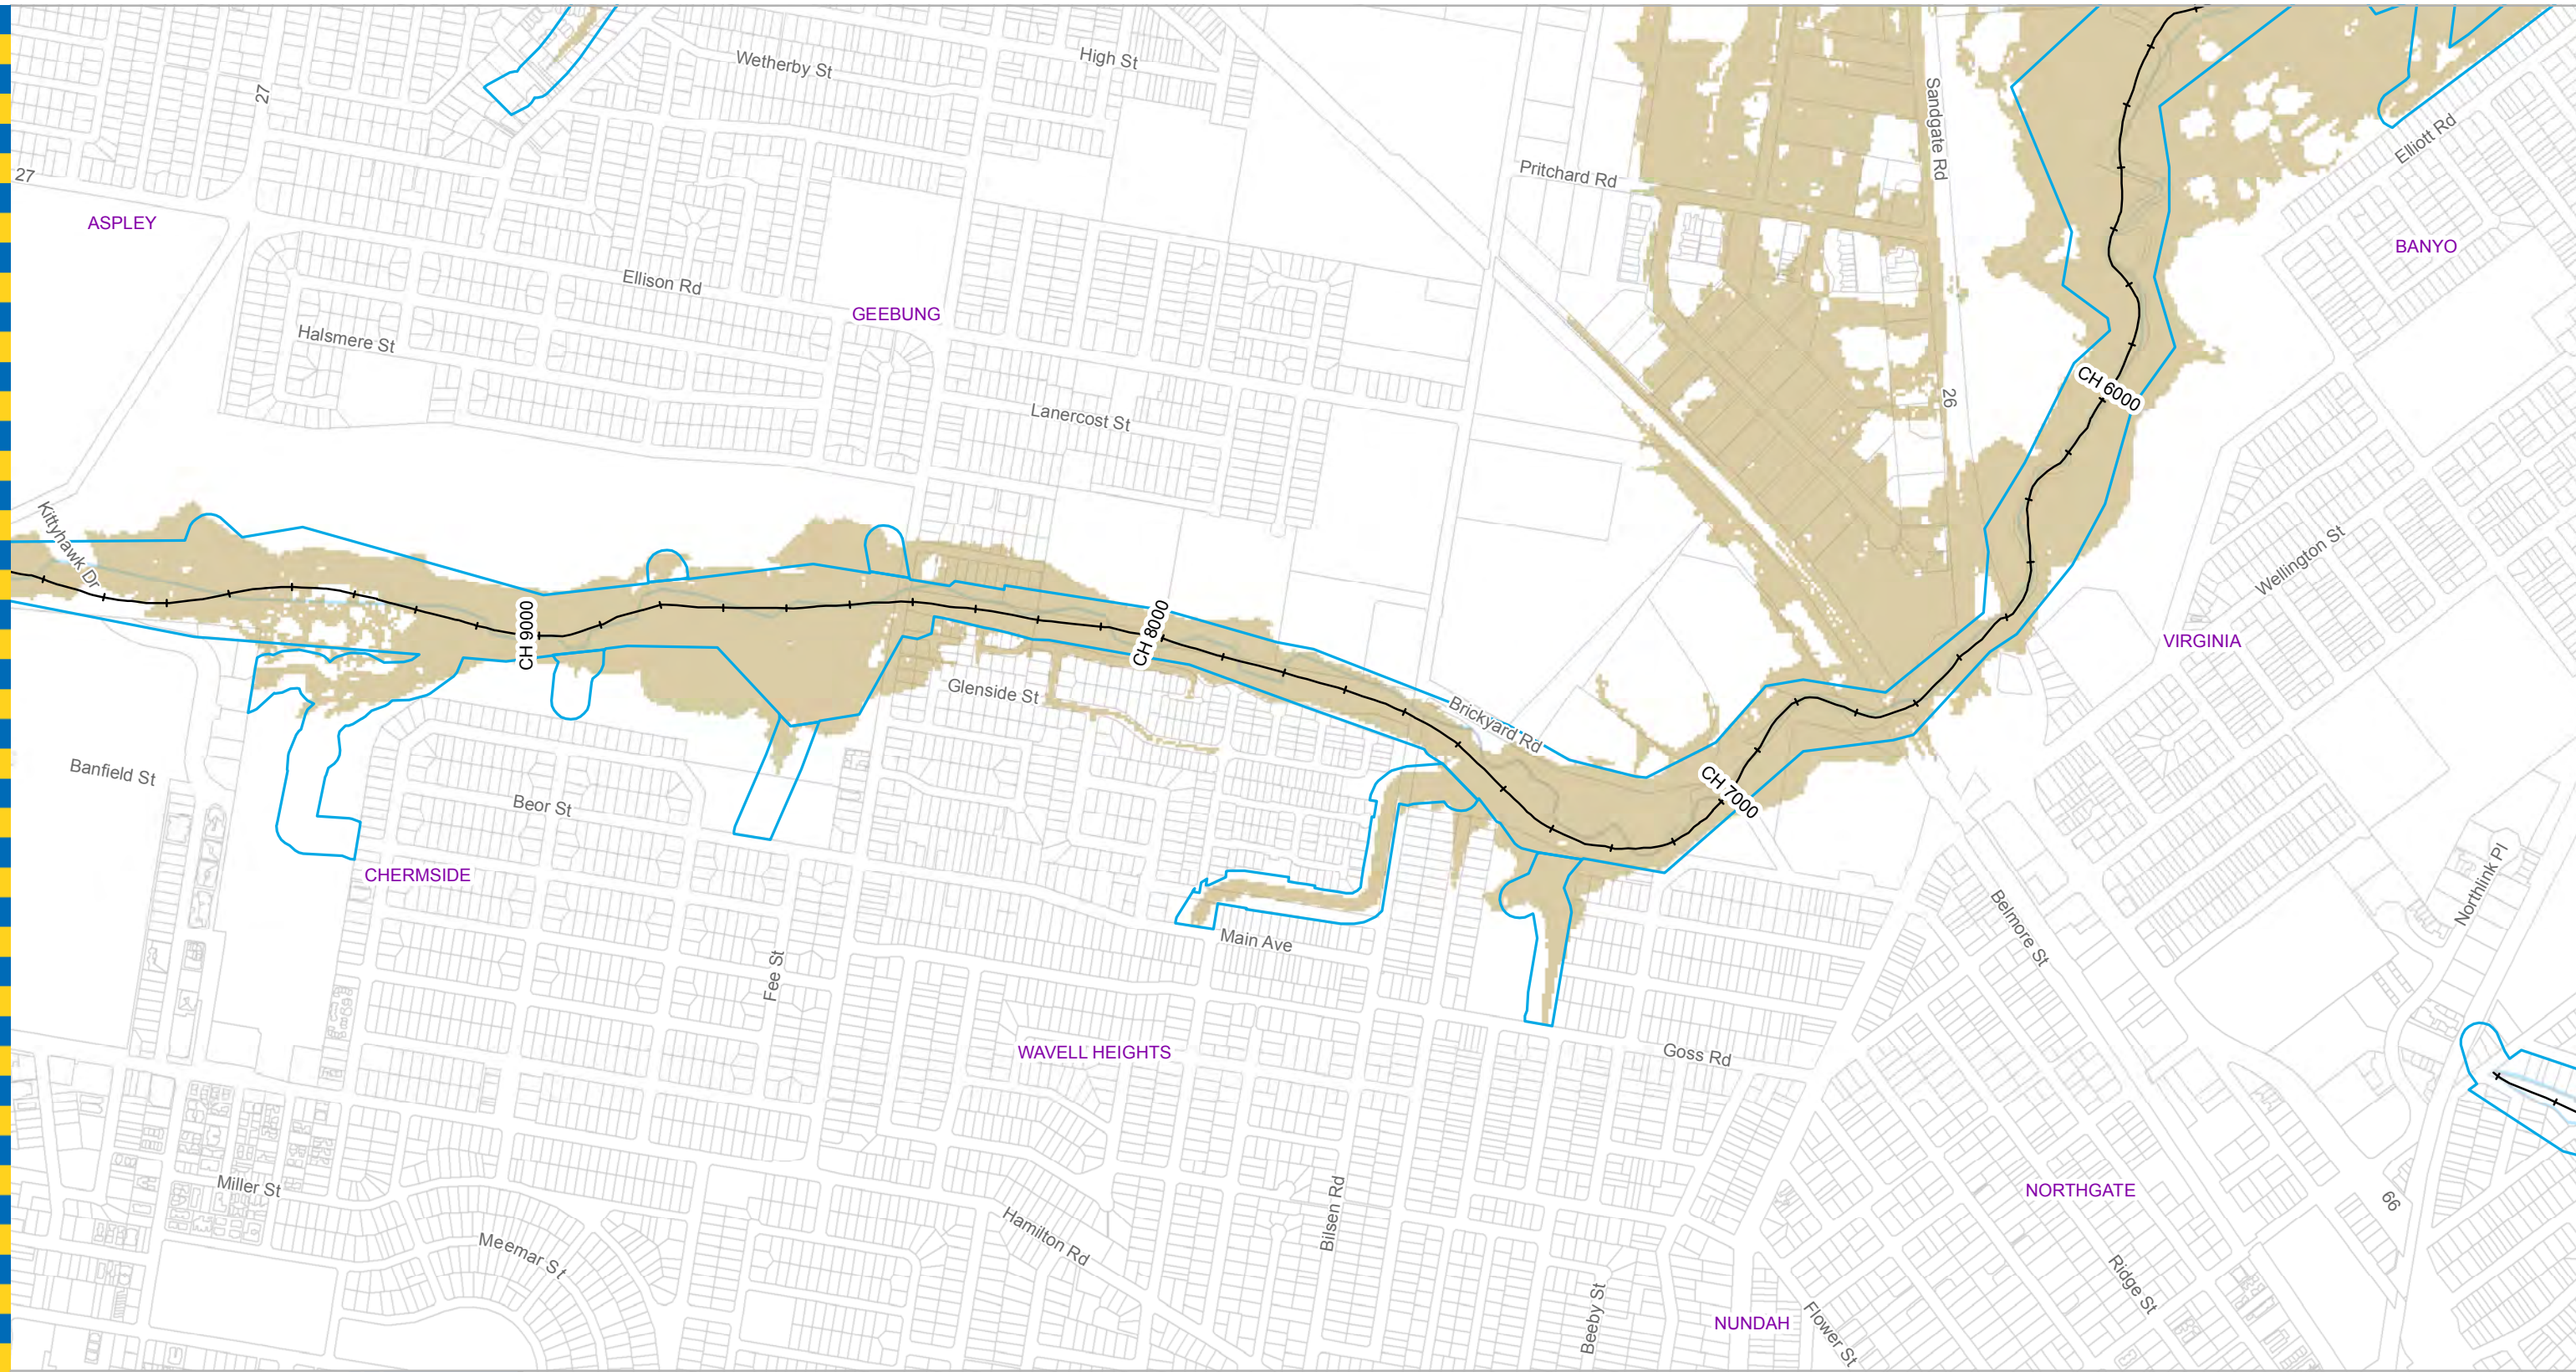 High St
Wetherby St
27
Sandgate Rd
Elliott Rd
Pritchard Rd
27
ASPLEY
BANYO
Ellison Rd
GEEBUNG
Halsmere St
CH 6000
26
Lanercost St
Kittyhawk Dr
Wellington St
CH 9000
CH 8000
VIRGINIA
Glenside St
Brickyard Rd
Banfield St
CH 7000
Beor St
CHERMSIDE
Northlink Pl
Main Ave
Belmore St
Fee St
WAVELL HEIGHTS
Goss Rd
Miller St
NORTHGATE
66
Bilsen Rd
Hamilton Rd
Meemar St
Ridge St
Beeby St
NUNDAH
Flower St